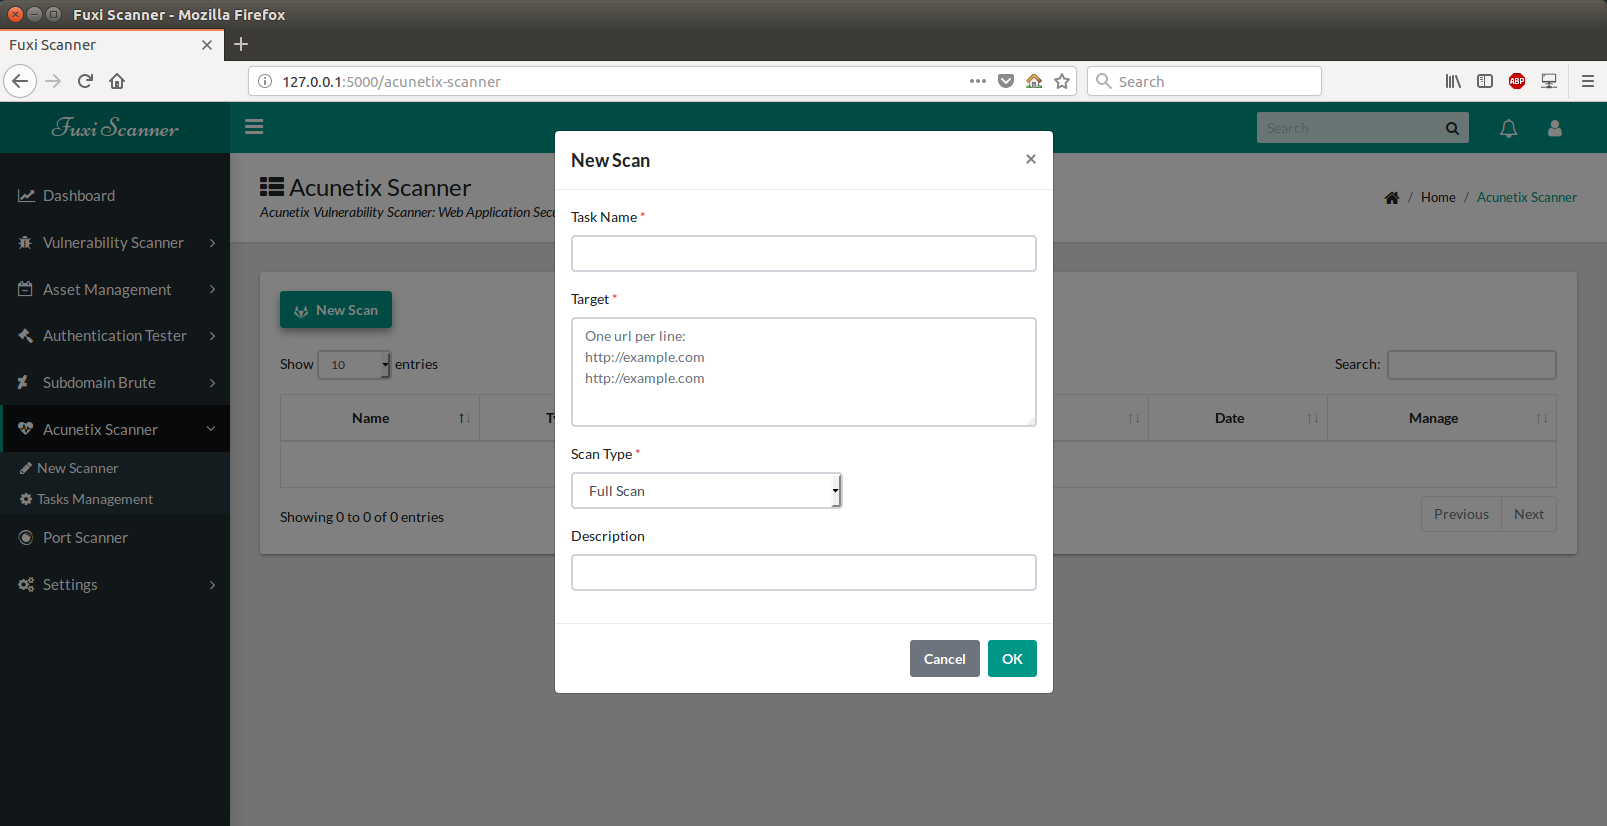 Fuxi Scanner - Mozilla Firefox
Fuxi Scanner
127.0.0.1:5000/acunetix-scanner
Search
ABP
Fuxi Scanner
Search
Dashboard
Vulnerability Scanner
Asset Management
Authentication Tester
Subdomain Brute
Acunetix Scanner
New Scanner
Tasks Management
Port Scanner
Settings
Acunetix Scanner
Acunetix Vulnerability Scanner: Web Application Secu
/ Home / Acunetix Scanner
New Scan
Show 10 entries
Search:
Name
Date
Manage
Showing 0 to 0 of 0 entries
Previous
Next
New Scan
×
Task Name *
Target *
One url per line:
http://example.com
http://example.com
Scan Type *
Full Scan
Description
Cancel
OK